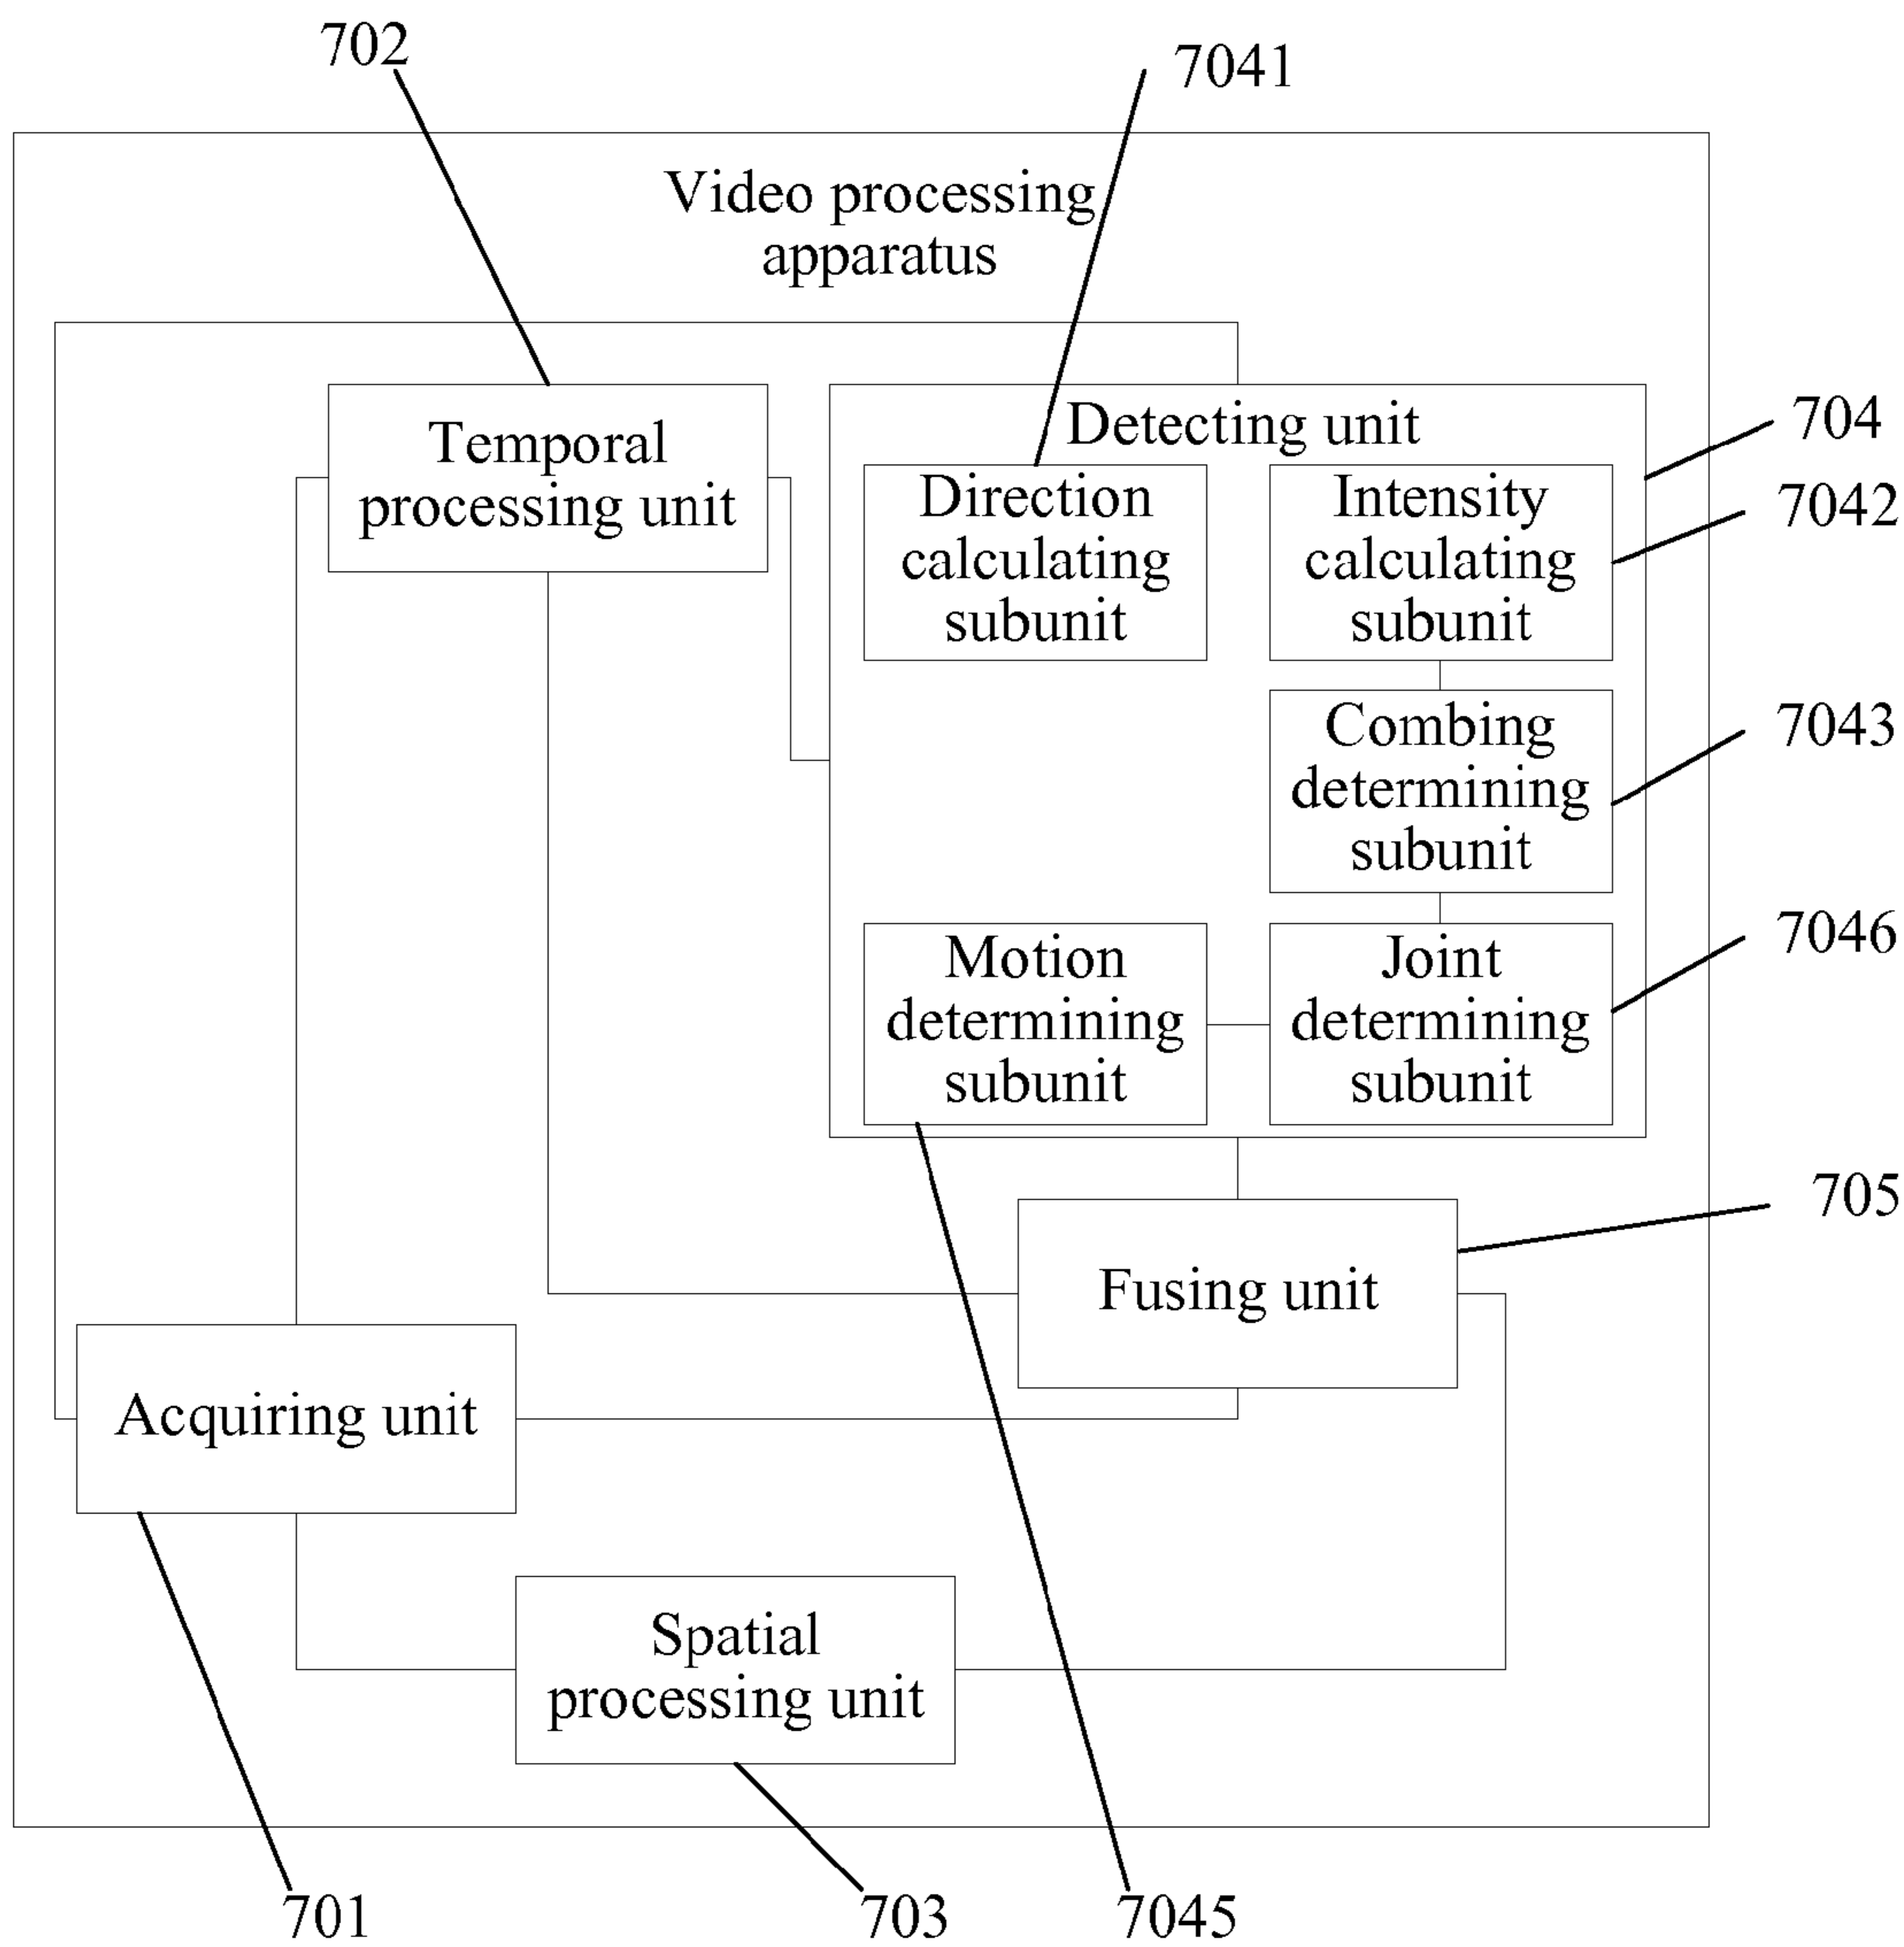 702
7041
Video processing
apparatus
Temporal
processing unit
Detecting unit
704
Direction
calculating
subunit
Intensity
calculating
subunit
7042
Combing
determining
subunit
7043
Motion
determining
subunit
Joint
determining
subunit
7046
705
Fusing unit
Acquiring unit
Spatial
processing unit
701
703
7045